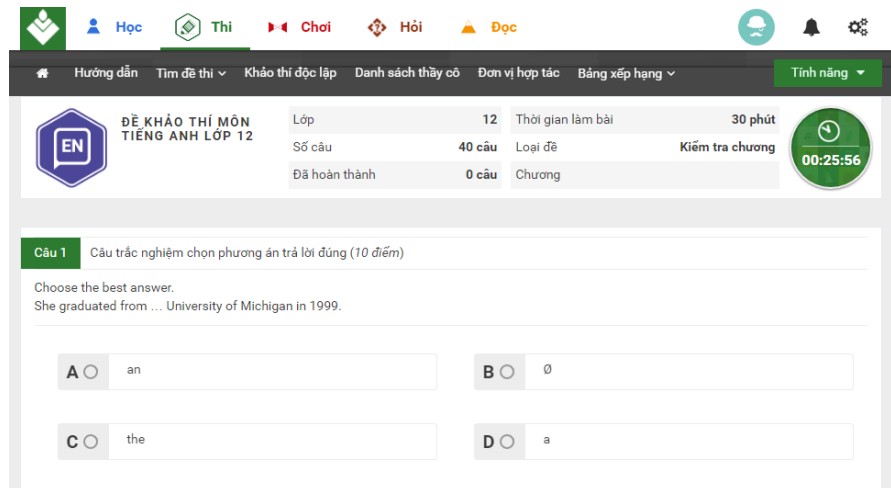 Học Thi Chơi Hỏi Đọc
Hướng dẫn Tìm đề thi Khảo thí độc lập Danh sách thầy cô Đơn vị hợp tác Bảng xếp hạng Tính năng
EN
ĐỀ KHẢO THÍ MÔN
TIẾNG ANH LỚP 12
Lớp 12 Thời gian làm bài 30 phút
Số câu 40 câu Loại đề Kiểm tra chương
Đã hoàn thành 0 câu Chương
00:25:56
Câu 1 Câu trắc nghiệm chọn phương án trả lời đúng (10 điểm)
Choose the best answer.
She graduated from … University of Michigan in 1999.
A an B Ø
C the D a